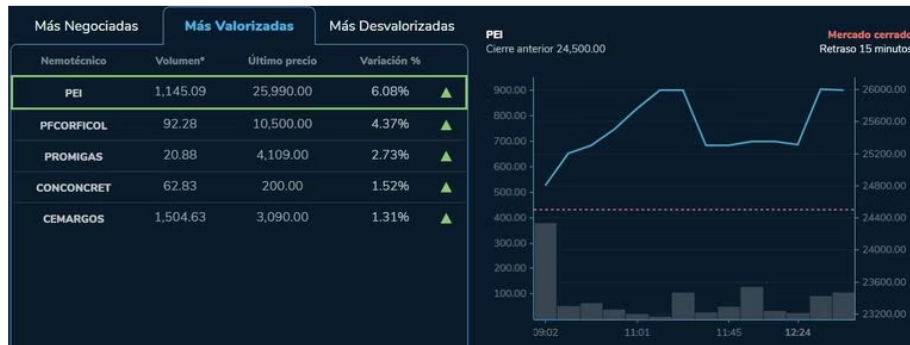 Más Negociadas Más Valorizadas Más Desvalorizadas
Nemotécnico Volumen* Último precio Variación %
PEI 1,145.09 25,990.00 6.08%
PFCORFICOL 92.28 10,500.00 4.37%
PROMIGAS 20.88 4,109.00 2.73%
CONCONCRET 62.83 200.00 1.52%
CEMARGOS 1,504.63 3,090.00 1.31%
PEI Mercado cerrado
Cierre anterior 24,500.00 Retraso 15 minutos
900.00 26000.00
800.00 25600.00
700.00 25200.00
600.00
500.00 24800.00
400.00 24400.00
300.00 24000.00
200.00 23600.00
100.00 23200.00
09:02 11:01 11:45 12:24